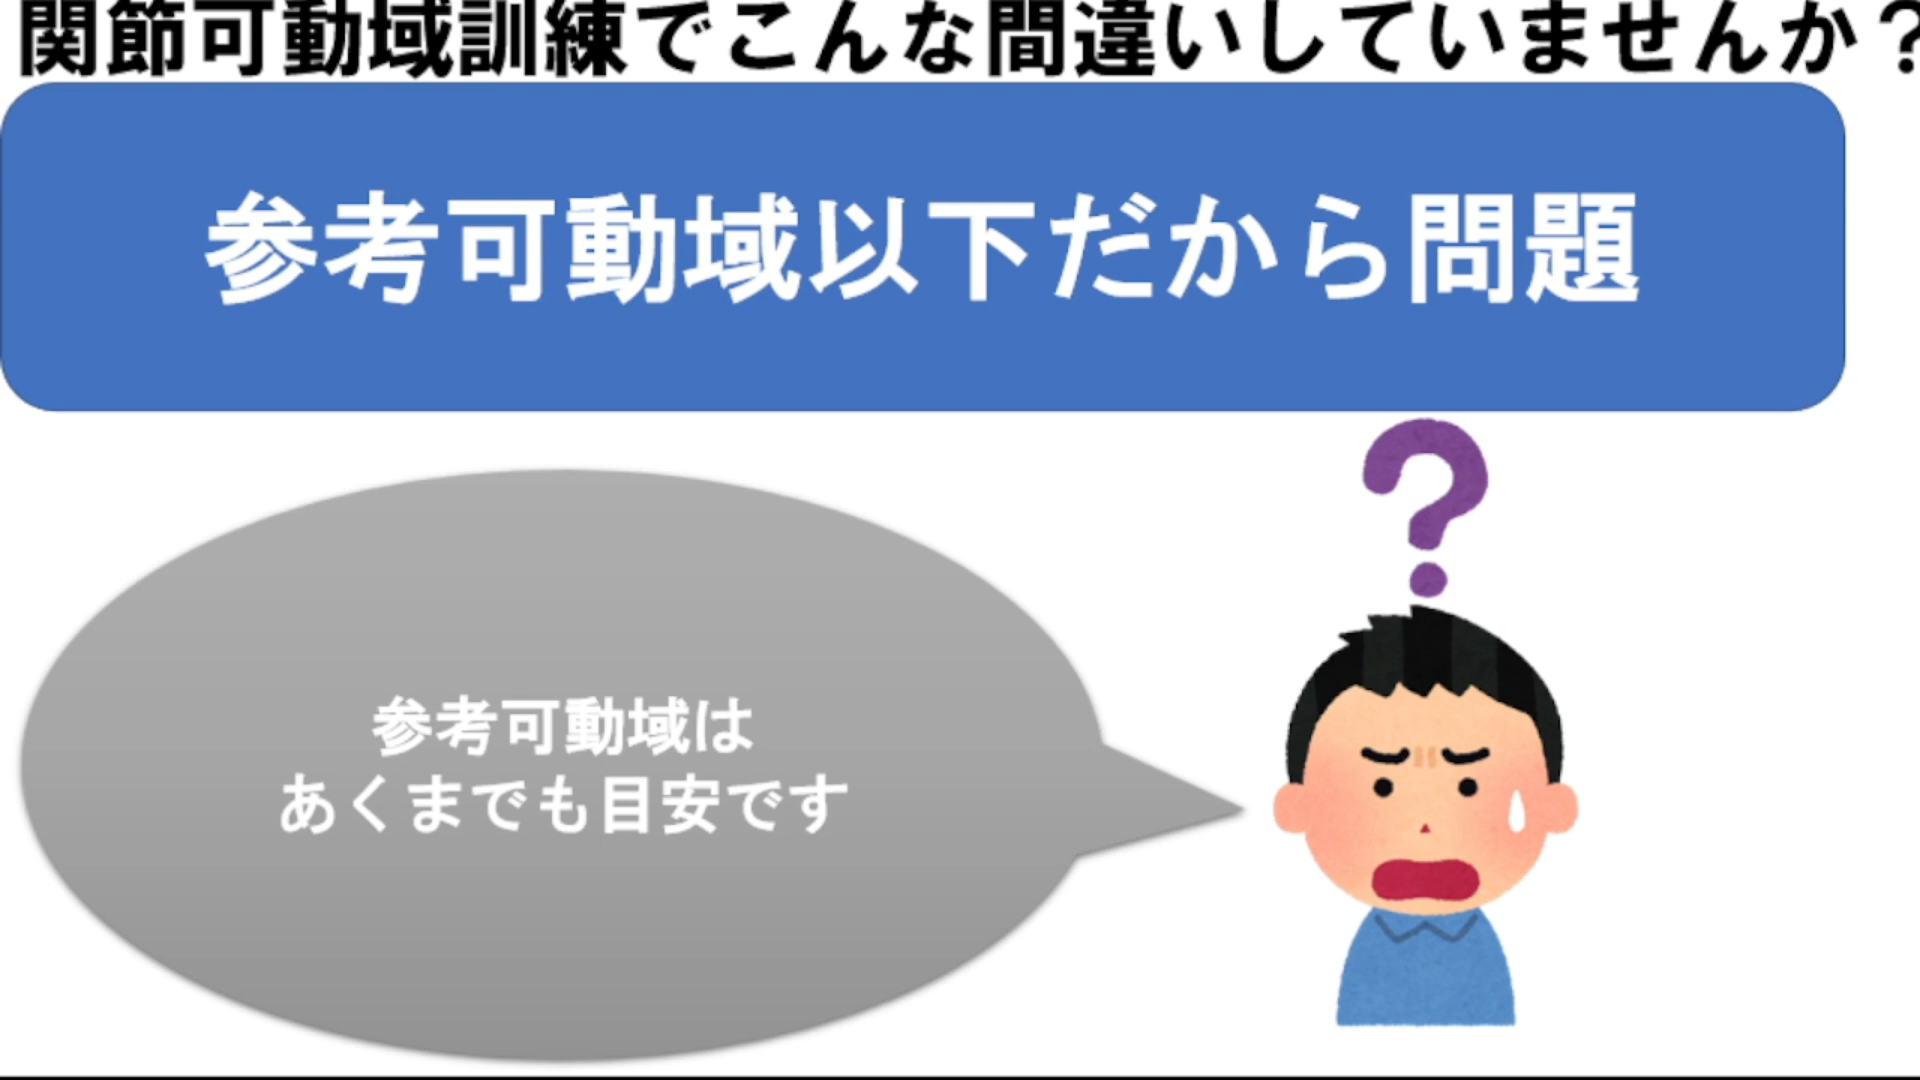 関節可動域訓練でこんな間違いしていませんか？
参考可動域以下だから問題
参考可動域は
あくまでも目安です